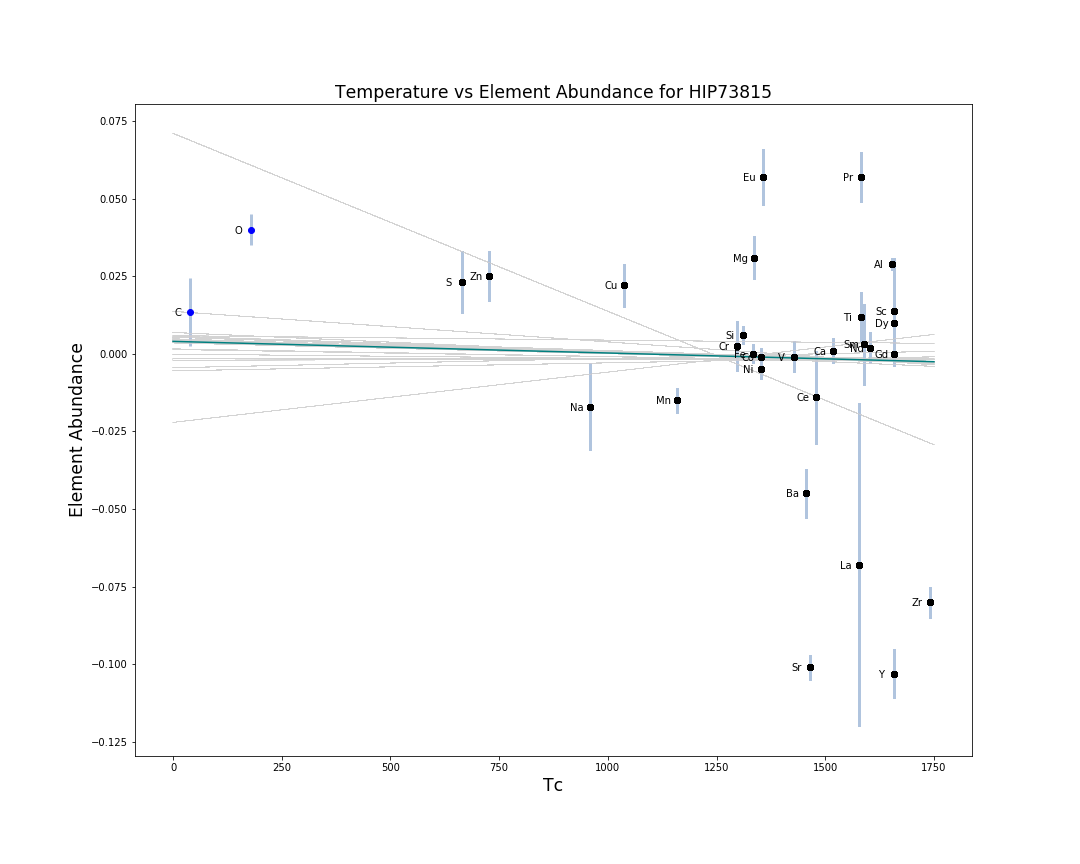 Temperature vs Element Abundance for HIP73815
0.075
0.050
0.025
0.000
−0.025
−0.050
−0.075
−0.100
−0.125
Element Abundance
Eu
Pr
O
Mg
Al
Zn
S
Cu
C
Sc
Ti
Dy
Si
Cr
Sm
Nd
Ca
Gd
Fe
Co
V
Ni
Ce
Mn
Na
Ba
La
Zr
Sr
Y
0
250
500
750
1000
1250
1500
1750
Tc